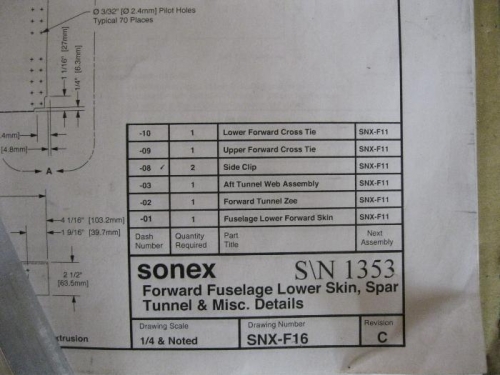 Ø 3/32" [Ø 2.4mm] Pilot Holes
Typical 70 Places
1 1/16" [27mm]
1/4" [6.3mm]
.4mm]
[4.8mm]
A
4 1/16" [103.2mm]
1 9/16" [39.7mm]
2 1/2"
[63.5mm]
extrusion
-10 1 Lower Forward Cross Tie SNX-F11
-09 1 Upper Forward Cross Tie SNX-F11
-08 ✓ 2 Side Clip SNX-F11
-03 1 Aft Tunnel Web Assembly SNX-F11
-02 1 Forward Tunnel Zee SNX-F11
-01 1 Fuselage Lower Forward Skin SNX-F11
Dash Number Quantity Required Part Title Next Assembly
sonex S\N 1353
Forward Fuselage Lower Skin, Spar
Tunnel & Misc. Details
Drawing Scale Drawing Number Revision
1/4 & Noted SNX-F16 C